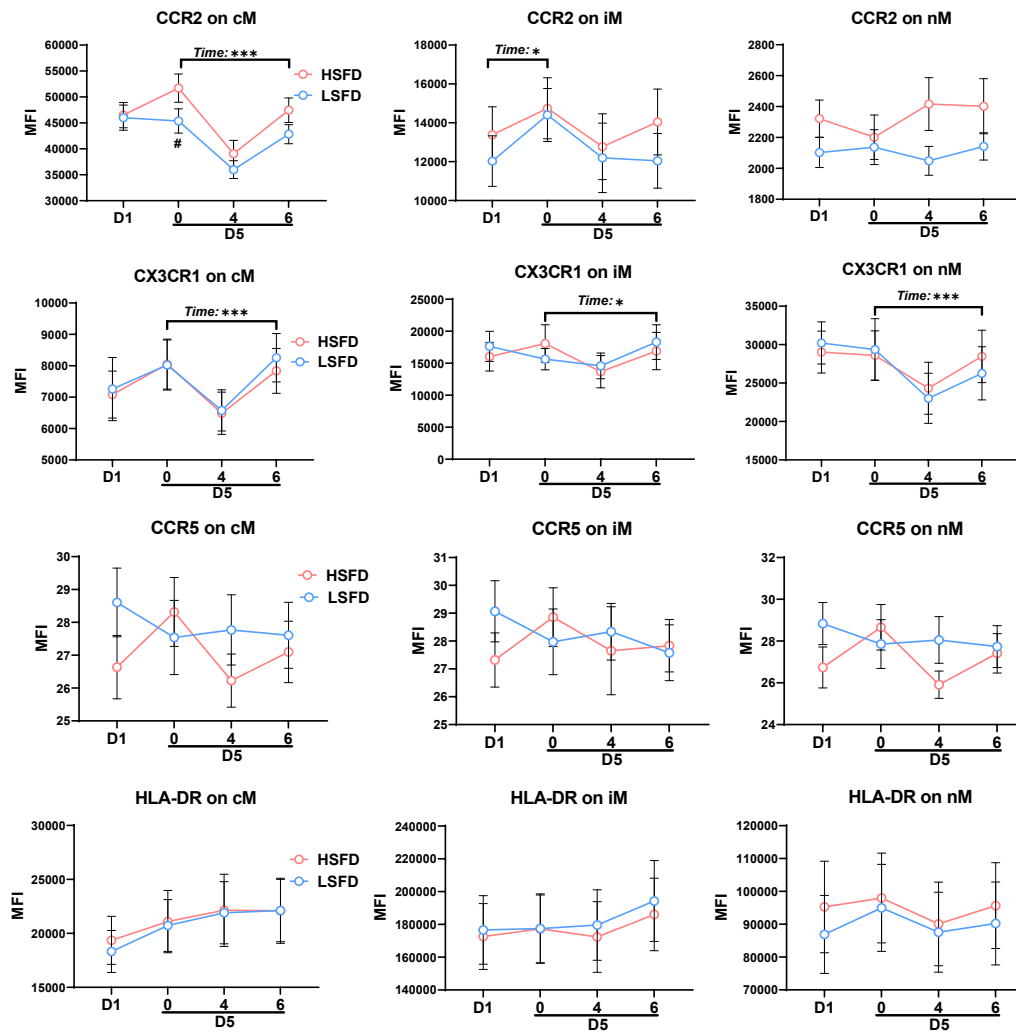 CCR2 on cM
MFI
60000
55000
50000
45000
40000
35000
30000
Time: ***
#
HSFD
LSFD
D1 0 4 6
D5
CCR2 on iM
MFI
18000
16000
14000
12000
10000
Time: *
D1 0 4 6
D5
CCR2 on nM
MFI
2800
2600
2400
2200
2000
1800
D1 0 4 6
D5
CX3CR1 on cM
MFI
10000
9000
8000
7000
6000
5000
Time: ***
HSFD
LSFD
D1 0 4 6
D5
CX3CR1 on iM
MFI
25000
20000
15000
10000
5000
0
Time: *
D1 0 4 6
D5
CX3CR1 on nM
MFI
35000
30000
25000
20000
15000
Time: ***
D1 0 4 6
D5
CCR5 on cM
MFI
30
29
28
27
26
25
HSFD
LSFD
D1 0 4 6
D5
CCR5 on iM
MFI
31
30
29
28
27
26
25
D1 0 4 6
D5
CCR5 on nM
MFI
32
30
28
26
24
D1 0 4 6
D5
HLA-DR on cM
MFI
30000
25000
20000
15000
HSFD
LSFD
D1 0 4 6
D5
HLA-DR on iM
MFI
240000
220000
200000
180000
160000
140000
D1 0 4 6
D5
HLA-DR on nM
MFI
120000
110000
100000
90000
80000
70000
D1 0 4 6
D5